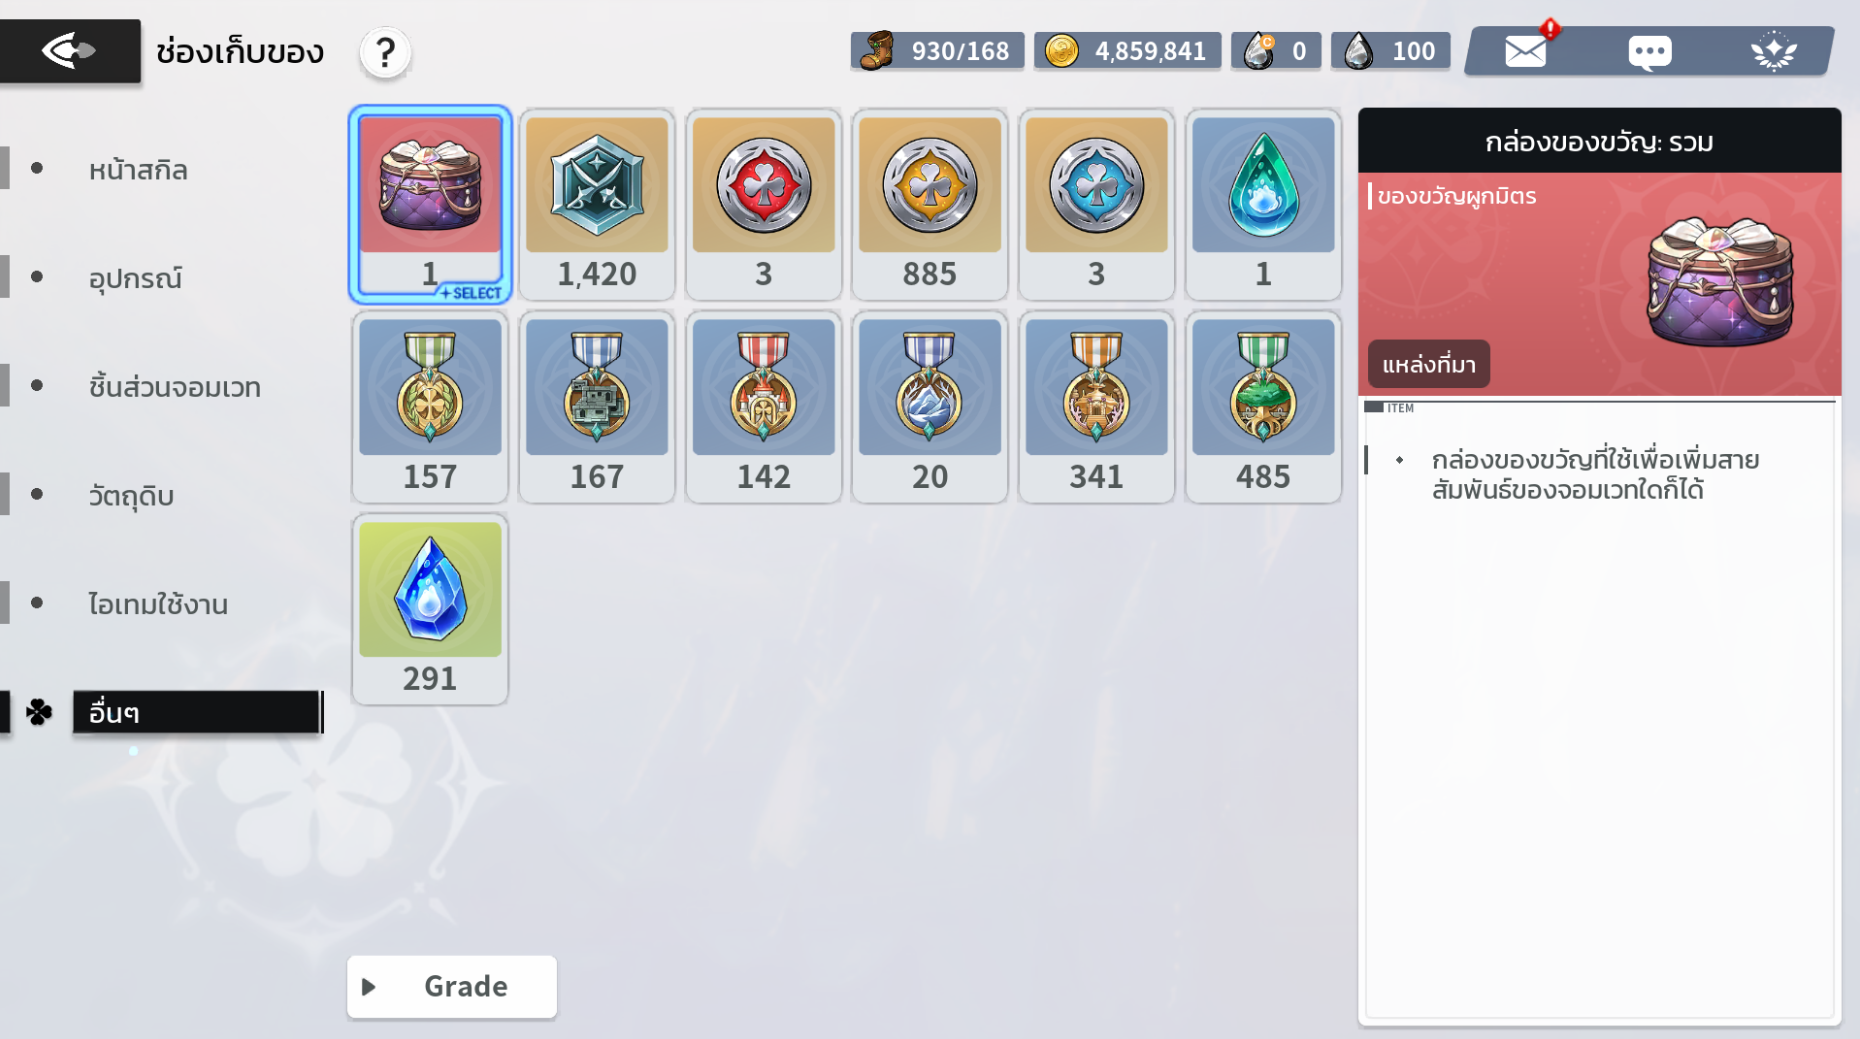 ช่องเก็บของ
?
930/168
4,859,841
C
0
100
หน้าสกิล
อุปกรณ์
ชิ้นส่วนจอมเวท
วัตถุดิบ
ไอเทมใช้งาน
อื่นๆ
1
SELECT
1,420
3
885
3
1
157
167
142
20
341
485
291
Grade
กล่องของขวัญ: รวม
ของขวัญผูกมิตร
แหล่งที่มา
ITEM
กล่องของขวัญที่ใช้เพื่อเพิ่มสาย
สัมพันธ์ของจอมเวทใดก็ได้